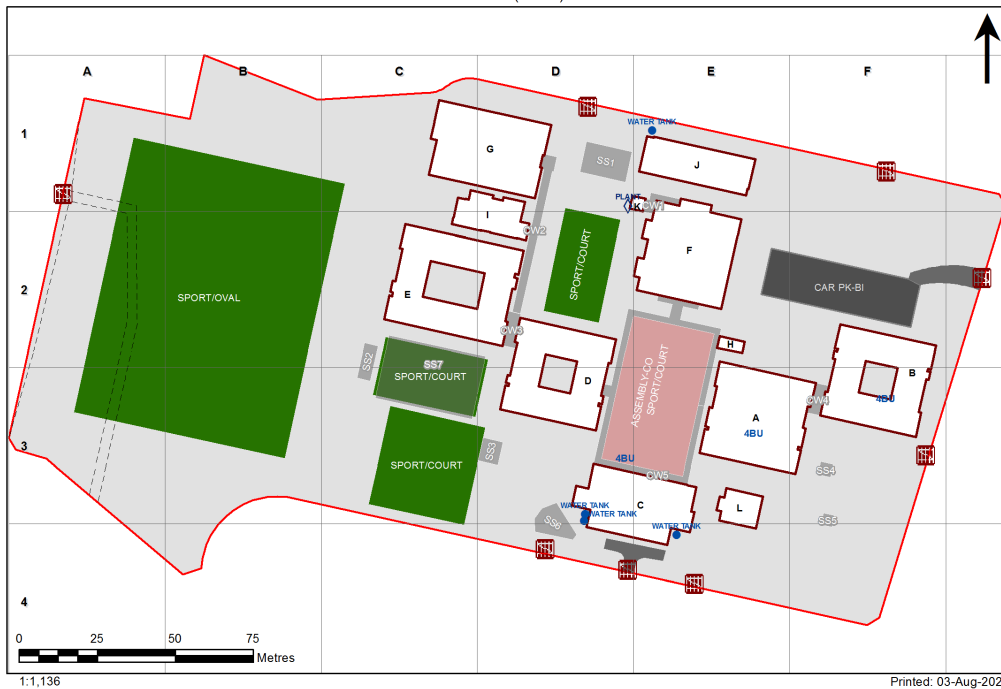 A
B
C
D
E
F
1
WATER TANK
G
J
SS1
PLANT
K
CW1
I
CW2
F
2
SPORT/COURT
SPORT/OVAL
E
CAR PK-BI
CW3
H
ASSEMBLY-CO
SPORT/COURT
SS2
SS7
SPORT/COURT
D
B
4BU
CW4
A
4BU
3
SPORT/COURT
SS3
4BU
SS4
CW5
C
L
WATER TANK
WATER TANK
SS6
SS5
WATER TANK
4
0 25 50 75
Metres
1:1,136
Printed: 03-Aug-202